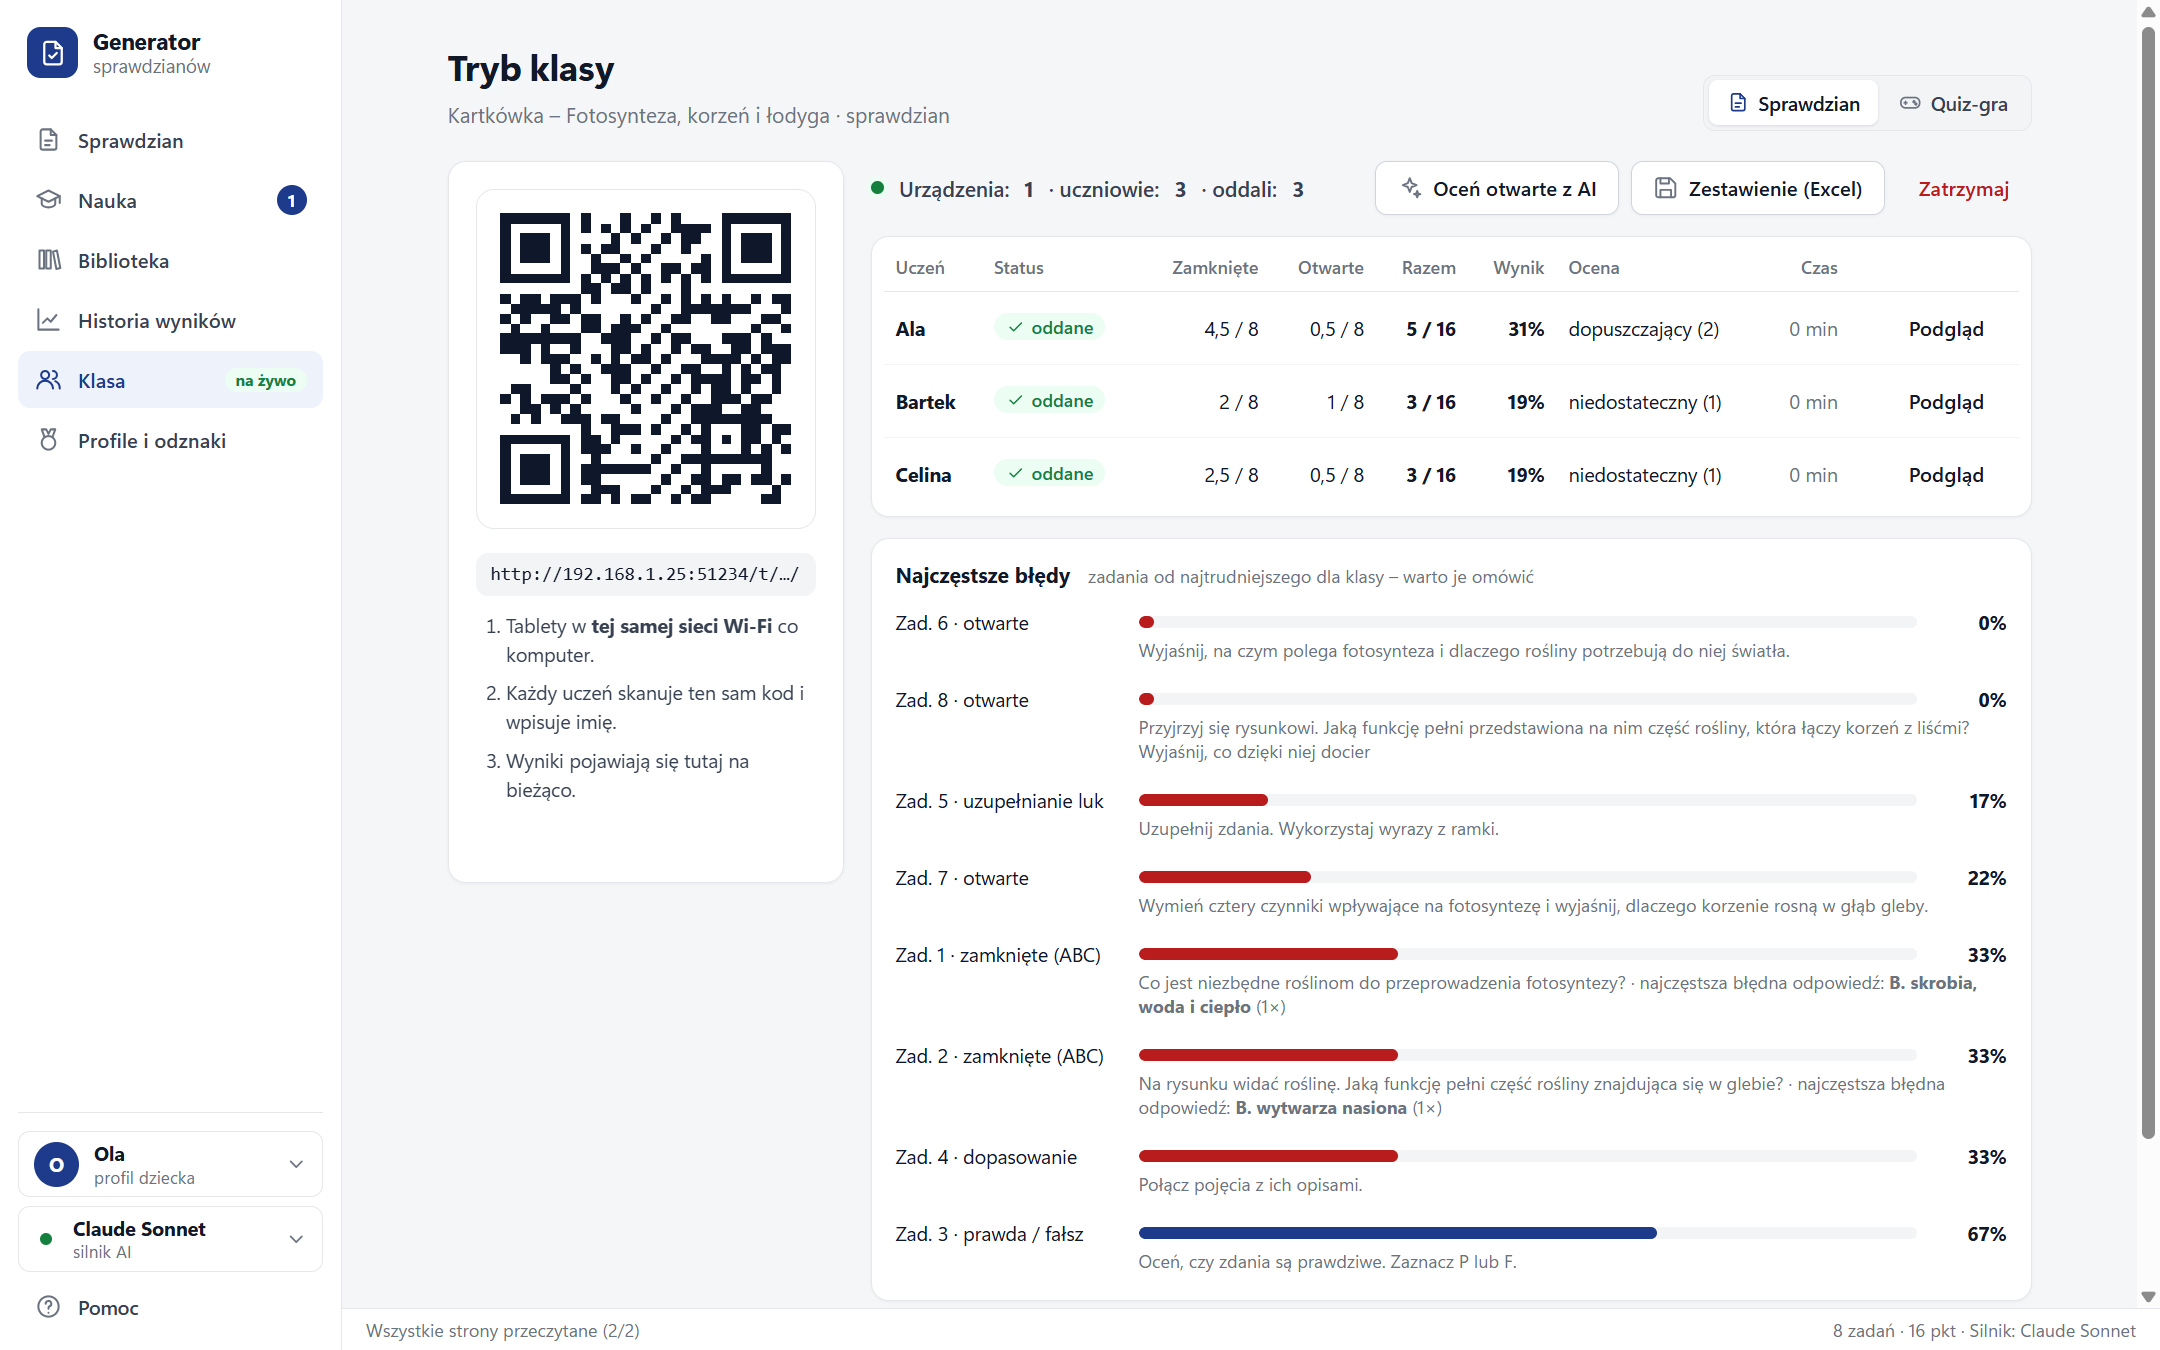 Generator
sprawdzianów
Sprawdzian
Nauka 1
Biblioteka
Historia wyników
Klasa na żywo
Profile i odznaki
O Ola
profil dziecka
Claude Sonnet
silnik AI
Pomoc
Tryb klasy
Kartkówka – Fotosynteza, korzeń i łodyga · sprawdzian
Sprawdzian Quiz-gra
http://192.168.1.25:51234/t/…/
1. Tablety w tej samej sieci Wi-Fi co
komputer.
2. Każdy uczeń skanuje ten sam kod i
wpisuje imię.
3. Wyniki pojawiają się tutaj na
bieżąco.
Urządzenia: 1 · uczniowie: 3 · oddali: 3 Oceń otwarte z AI Zestawienie (Excel) Zatrzymaj
Uczeń Status Zamknięte Otwarte Razem Wynik Ocena Czas
Ala oddane 4,5 / 8 0,5 / 8 5 / 16 31% dopuszczający (2) 0 min Podgląd
Bartek oddane 2 / 8 1 / 8 3 / 16 19% niedostateczny (1) 0 min Podgląd
Celina oddane 2,5 / 8 0,5 / 8 3 / 16 19% niedostateczny (1) 0 min Podgląd
Najczęstsze błędy zadania od najtrudniejszego dla klasy – warto je omówić
Zad. 6 · otwarte 0%
Wyjaśnij, na czym polega fotosynteza i dlaczego rośliny potrzebują do niej światła.
Zad. 8 · otwarte 0%
Przyjrzyj się rysunkowi. Jaką funkcję pełni przedstawiona na nim część rośliny, która łączy korzeń z liśćmi?
Wyjaśnij, co dzięki niej docier
Zad. 5 · uzupełnianie luk 17%
Uzupełnij zdania. Wykorzystaj wyrazy z ramki.
Zad. 7 · otwarte 22%
Wymień cztery czynniki wpływające na fotosyntezę i wyjaśnij, dlaczego korzenie rosną w głąb gleby.
Zad. 1 · zamknięte (ABC) 33%
Co jest niezbędne roślinom do przeprowadzenia fotosyntezy? · najczęstsza błędna odpowiedź: B. skrobia,
woda i ciepło (1×)
Zad. 2 · zamknięte (ABC) 33%
Na rysunku widać roślinę. Jaką funkcję pełni część rośliny znajdująca się w glebie? · najczęstsza błędna
odpowiedź: B. wytwarza nasiona (1×)
Zad. 4 · dopasowanie 33%
Połącz pojęcia z ich opisami.
Zad. 3 · prawda / fałsz 67%
Oceń, czy zdania są prawdziwe. Zaznacz P lub F.
Wszystkie strony przeczytane (2/2) 8 zadań · 16 pkt · Silnik: Claude Sonnet